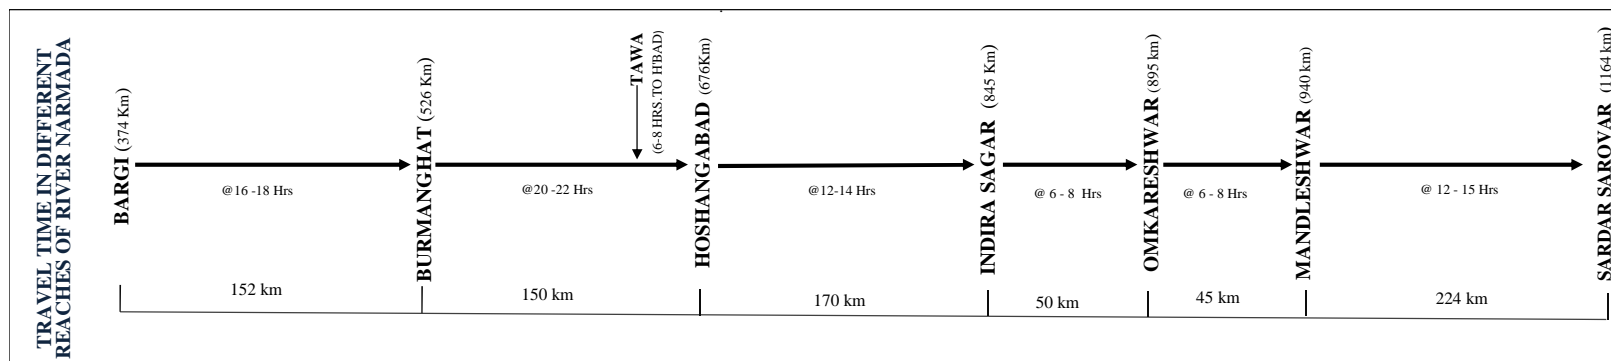 TRAVEL TIME IN DIFFERENT
REACHES OF RIVER NARMADA
BARGI (374 Km)
@16 -18 Hrs
BURMANGHAT (526 Km)
@20 -22 Hrs
TAWA
(6-8 HRS.TO HBAD)
HOSHANGABAD (676Km)
@12-14 Hrs
INDIRA SAGAR (845 Km)
@ 6 - 8 Hrs
OMKARESHWAR (895 km)
@ 6 - 8 Hrs
MANDLESHWAR (940 km)
@ 12 - 15 Hrs
SARDAR SAROVAR (1164 km)
152 km
150 km
170 km
50 km
45 km
224 km